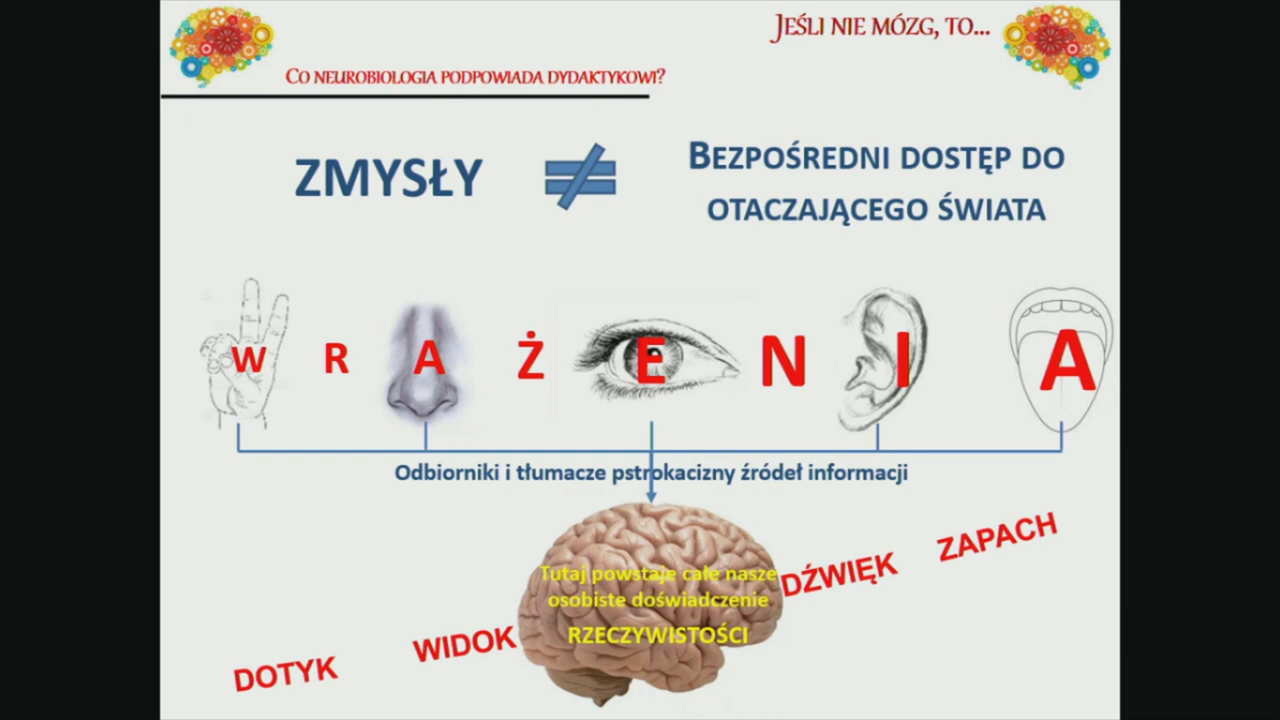 JEŚLI NIE MÓZG, TO...
CO NEUROBIOLOGIA PODPOWIADA DYDAKTYKOWI?
ZMYSŁY ≠ BEZPOŚREDNI DOSTĘP DO
OTACZAJĄCEGO ŚWIATA
W R A Ż E N I A
Odbiorniki i tłumacze pstrokacizny źródeł informacji
Tutaj powstaje całe nasze
osobiste doświadczenie
RZECZYWISTOŚCI
DOTYK
WIDOK
DŹWIĘK
ZAPACH